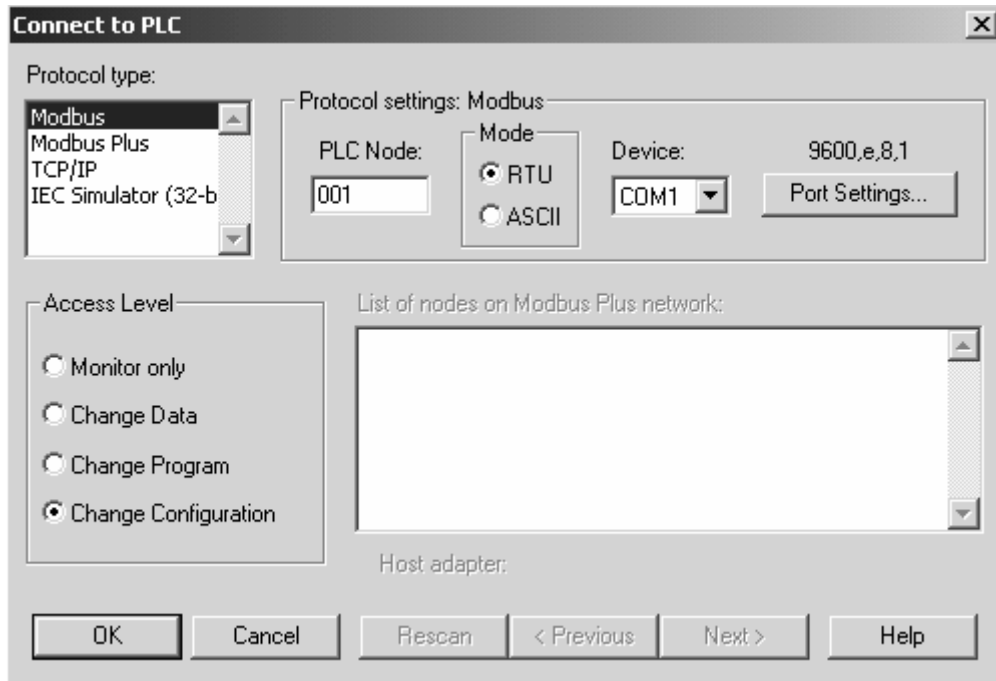 Connect to PLC
Protocol type:
Modbus
Modbus Plus
TCP/IP
IEC Simulator (32-b
Protocol settings: Modbus
PLC Node:
001
Mode
RTU
ASCII
Device:
COM1
9600,e,8,1
Port Settings...
Access Level
Monitor only
Change Data
Change Program
Change Configuration
List of nodes on Modbus Plus network:
Host adapter:
OK
Cancel
Rescan
< Previous
Next >
Help